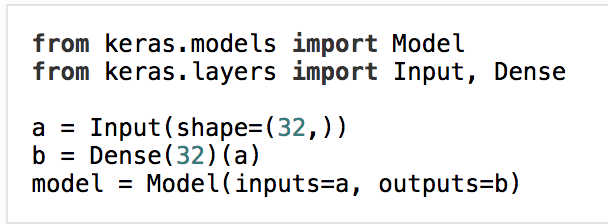 from keras.models import Model
from keras.layers import Input, Dense
a = Input(shape=(32,))
b = Dense(32)(a)
model = Model(inputs=a, outputs=b)